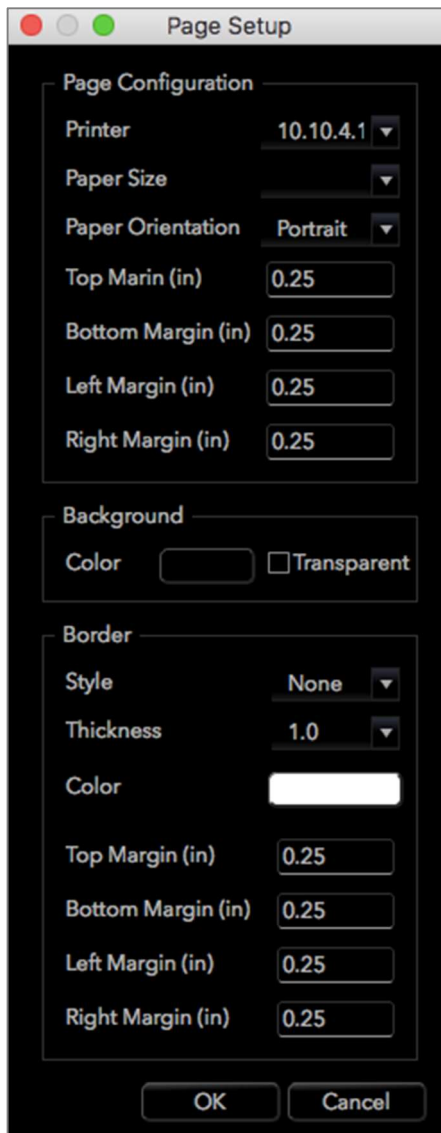 Page Setup
Page Configuration
Printer 10.10.4.1
Paper Size
Paper Orientation Portrait
Top Marin (in) 0.25
Bottom Margin (in) 0.25
Left Margin (in) 0.25
Right Margin (in) 0.25
Background
Color Transparent
Border
Style None
Thickness 1.0
Color
Top Margin (in) 0.25
Bottom Margin (in) 0.25
Left Margin (in) 0.25
Right Margin (in) 0.25
OK Cancel